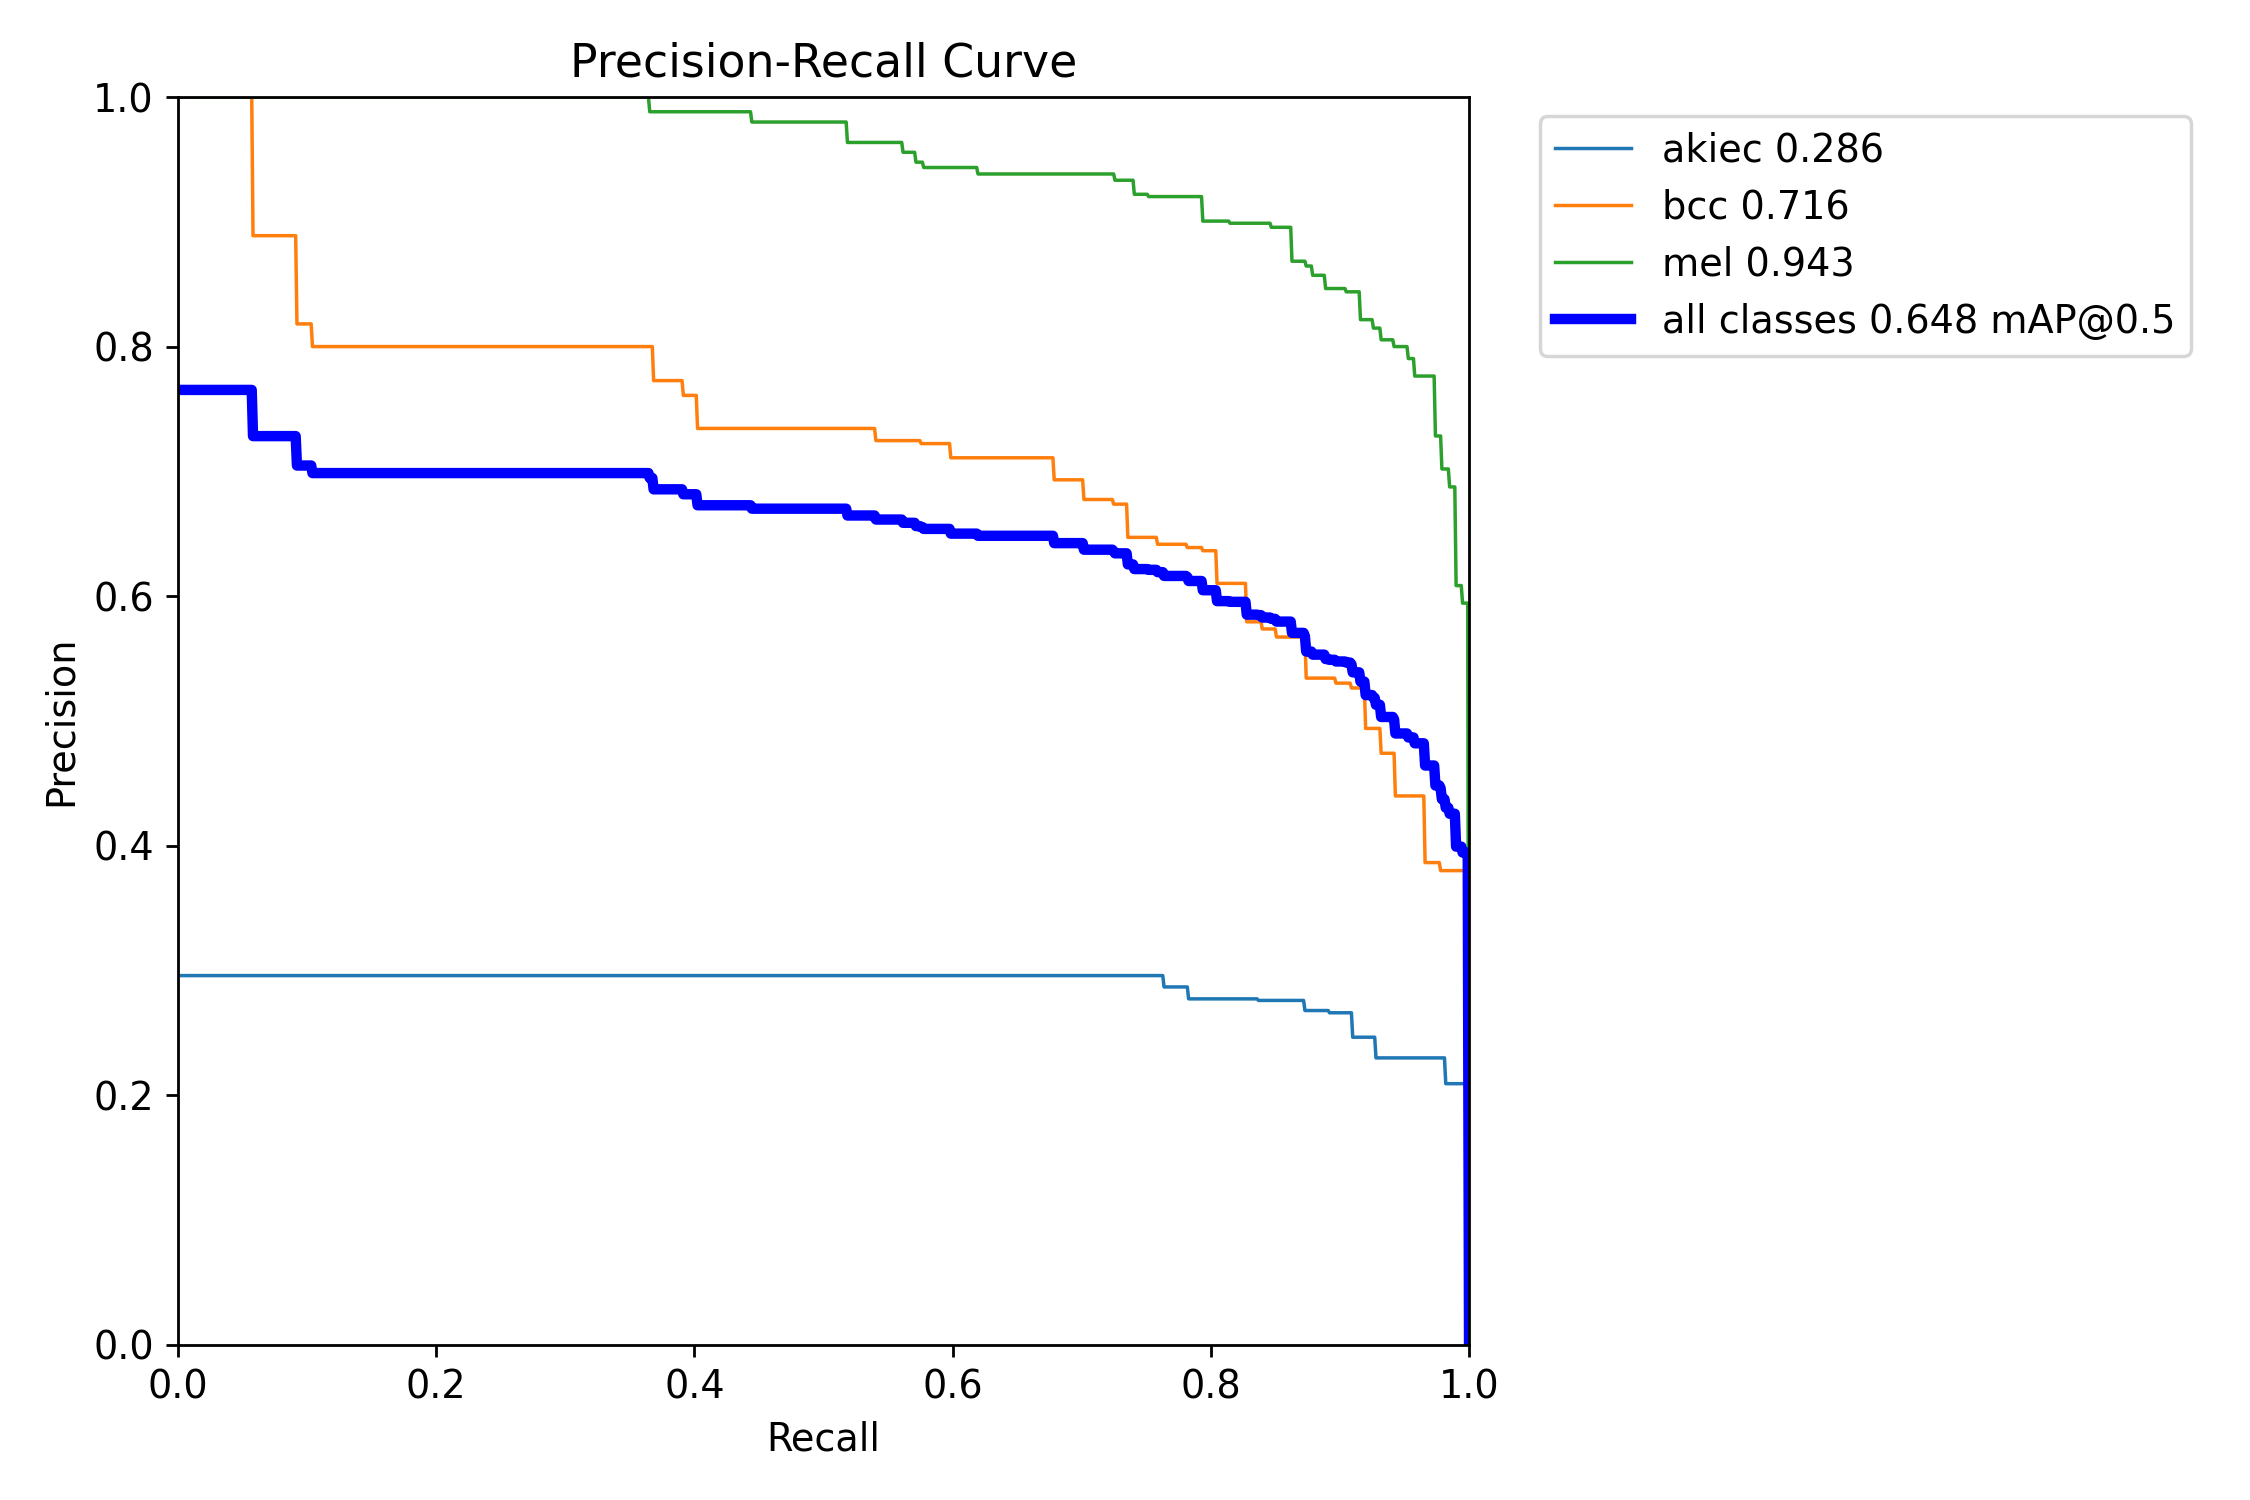 Precision-Recall Curve
1.0
0.8
0.6
0.4
0.2
0.0
Precision
0.0 0.2 0.4 0.6 0.8 1.0
Recall
akiec 0.286
bcc 0.716
mel 0.943
all classes 0.648 mAP@0.5